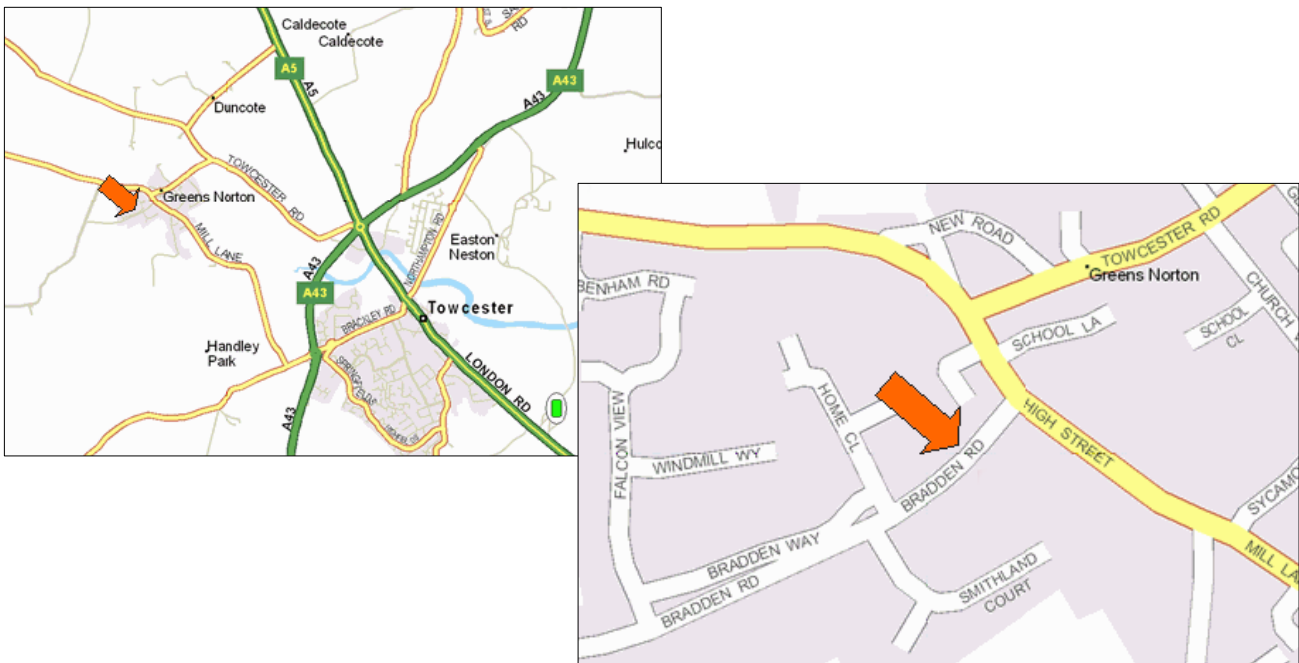 Caldecote
Caldecote
RD
A5
A5
A43
A43
Duncote
TOWCESTER RD
Greens Norton
MILL LANE
NORTHAMPTON RD
Easton
Neston
A43
A43
Towcester
BRACKLEY RD
Handley
Park
SPRINGFIELDS
LONDON RD
A43
NEW ROAD
TOWCESTER RD
Greens Norton
BENHAM RD
SCHOOL LA
SCHOOL
CL
CHURCH
HOME CL
HIGH STREET
FALCON VIEW
WINDMILL WY
BRADDEN RD
SYCAMO
BRADDEN WAY
MILL LA
BRADDEN RD
SMITHLAND
COURT